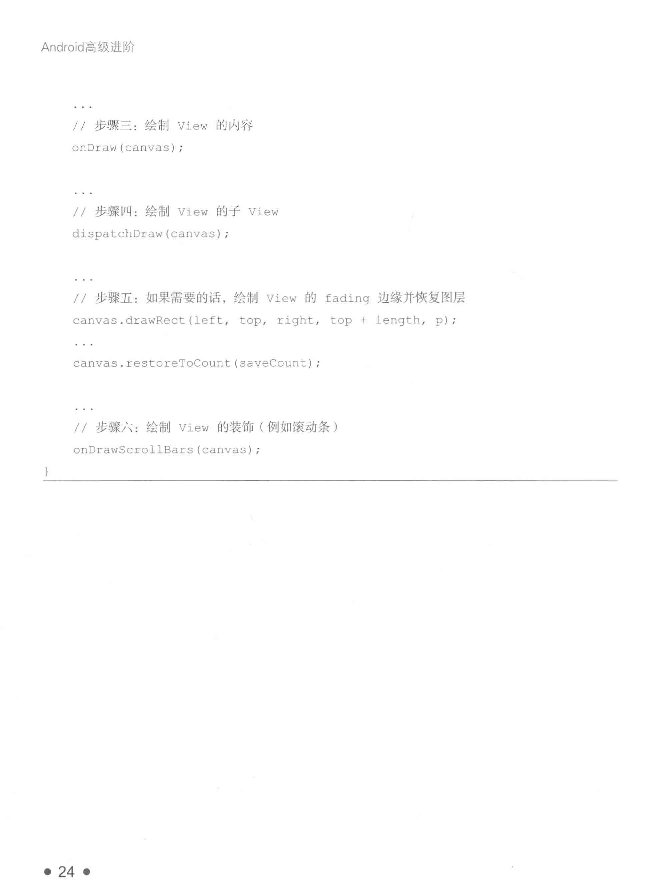 Android高级进阶
...
// 步骤三：绘制 View 的内容
onDraw(canvas);
...
// 步骤四：绘制 View 的子 View
dispatchDraw(canvas);
...
// 步骤五：如果需要的话，绘制 View 的 fading 边缘并恢复图层
canvas.drawRect(left, top, right, top + length, p);
...
canvas.restoreToCount(saveCount);
...
// 步骤六：绘制 View 的装饰（例如滚动条）
onDrawScrollBars(canvas);
}
● 24 ●